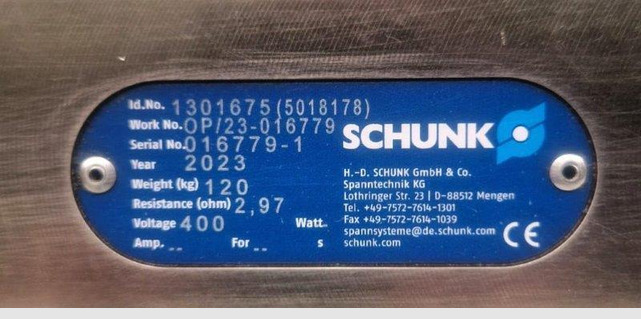 Id.No. 1301675 (5018178)
Work No. OP/23-016779
Serial No. 016779-1
Year 2023
Weight (kg) 120
Resistance (ohm) 2,97
Voltage 400 Watt --
Amp. -- For -- s
SCHUNK
H.-D. SCHUNK GmbH & Co.
Spanntechnik KG
Lothringer Str. 23 | D-88512 Mengen
Tel. +49-7572-7614-1301
Fax +49-7572-7614-1039
spannsysteme@de.schunk.com
schunk.com
CE